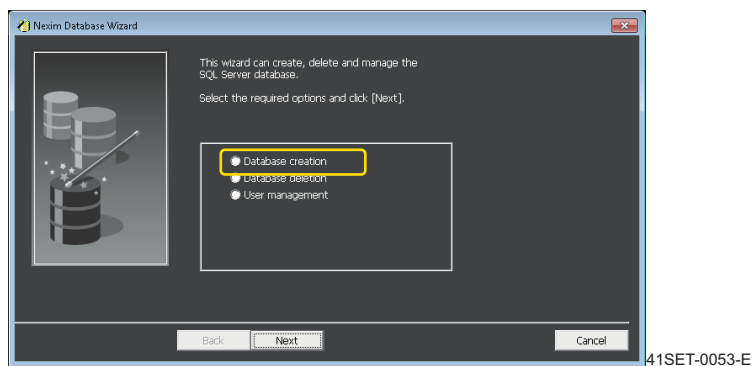 Nexim Database Wizard
This wizard can create, delete and manage the
SQL Server database.
Select the required options and click [Next].
Database creation
Database deletion
User management
Back
Next
Cancel
41SET-0053-E